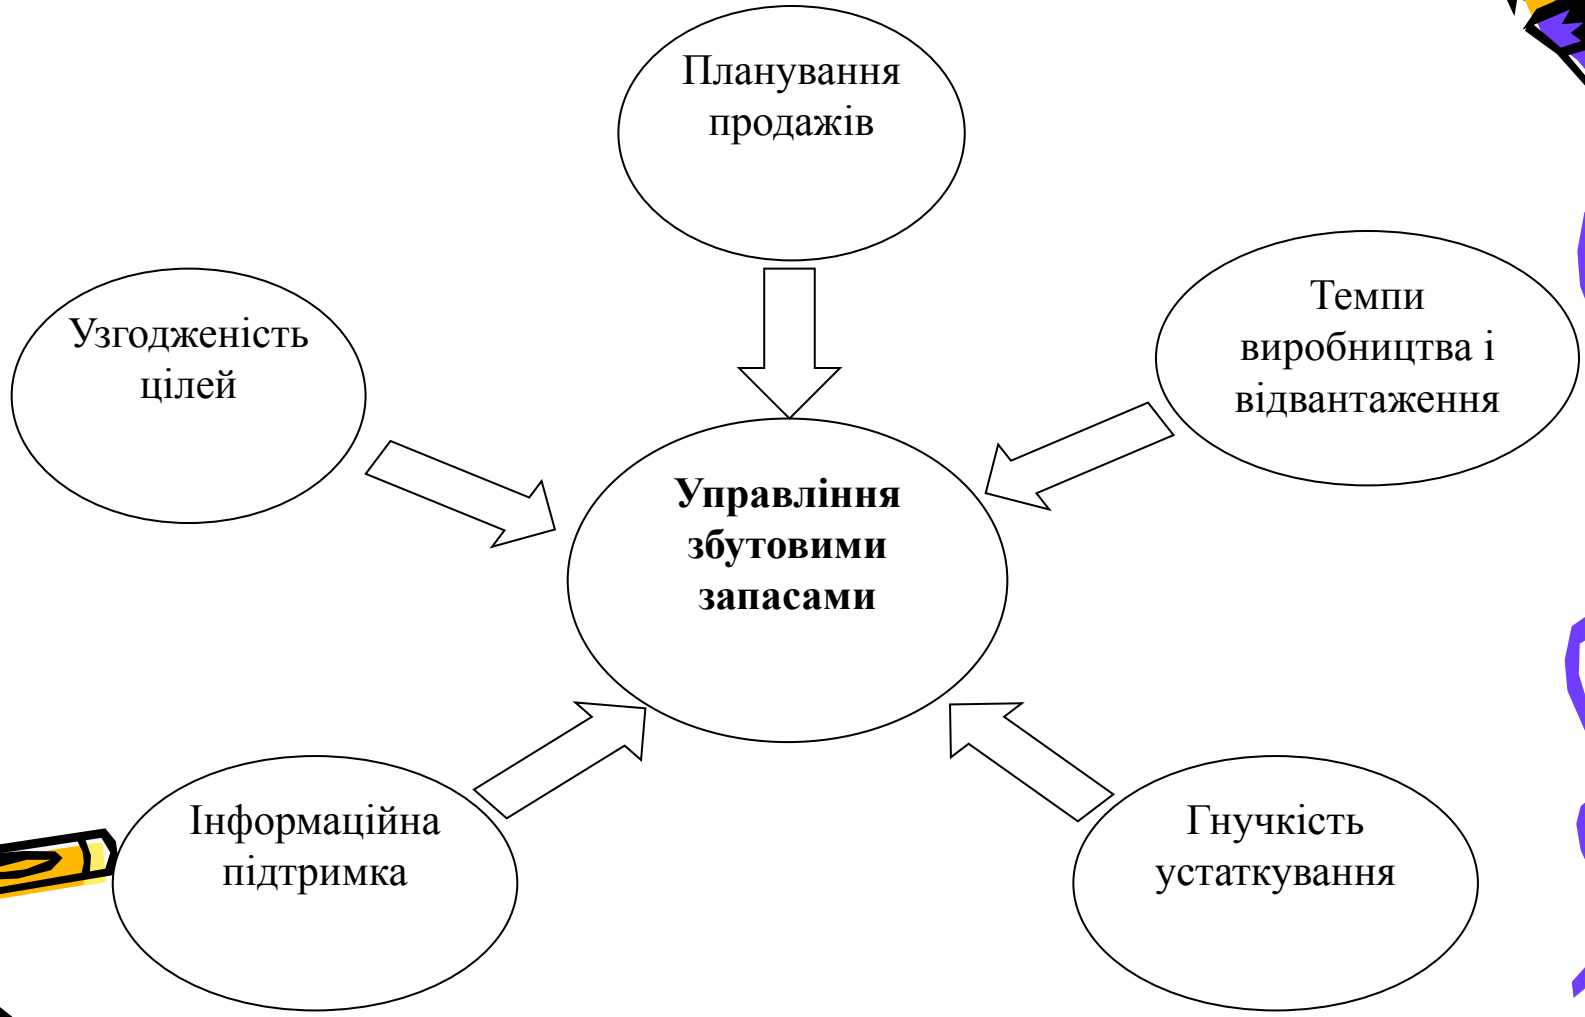 Планування
продажів
Узгодженість
цілей
Темпи
виробництва і
відвантаження
Управління
збутовими
запасами
Інформаційна
підтримка
Гнучкість
устаткування